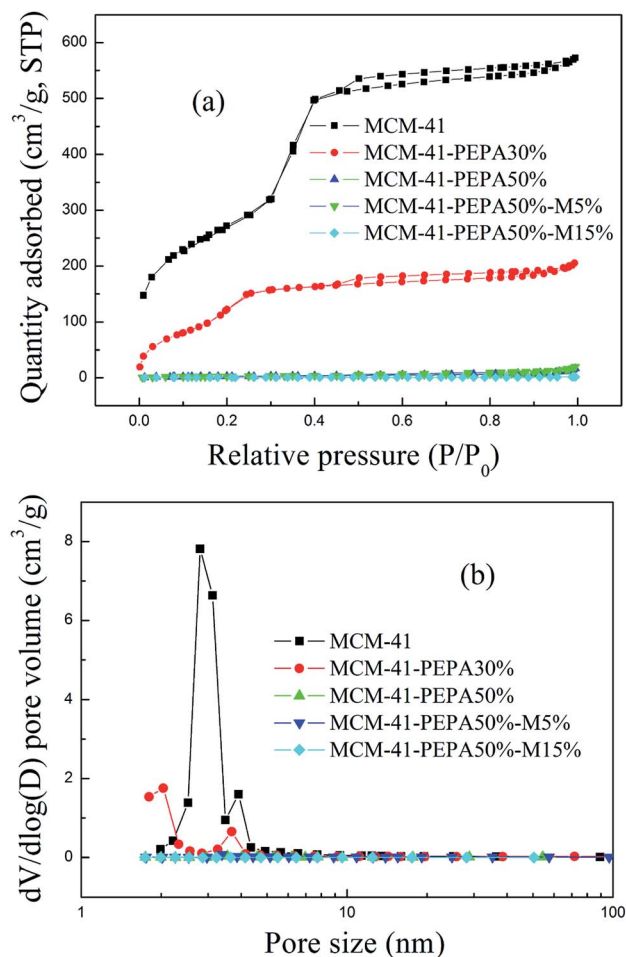 600
500
400
300
200
100
0
Quantity adsorbed (cm³/g, STP)
(a)
MCM-41
MCM-41-PEPA30%
MCM-41-PEPA50%
MCM-41-PEPA50%-M5%
MCM-41-PEPA50%-M15%
0.0 0.2 0.4 0.6 0.8 1.0
Relative pressure (P/P₀)
8
6
4
2
0
dV/dlog(D) pore volume (cm³/g)
(b)
MCM-41
MCM-41-PEPA30%
MCM-41-PEPA50%
MCM-41-PEPA50%-M5%
MCM-41-PEPA50%-M15%
1 10 100
Pore size (nm)